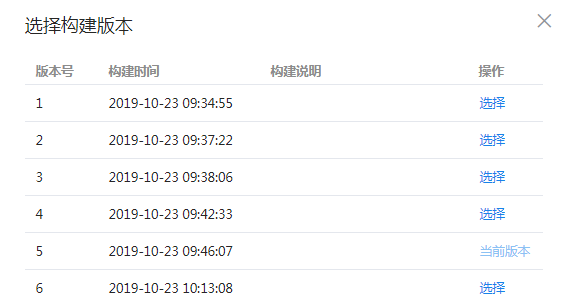 选择构建版本
版本号 构建时间 构建说明 操作
1 2019-10-23 09:34:55 选择
2 2019-10-23 09:37:22 选择
3 2019-10-23 09:38:06 选择
4 2019-10-23 09:42:33 选择
5 2019-10-23 09:46:07 当前版本
6 2019-10-23 10:13:08 选择